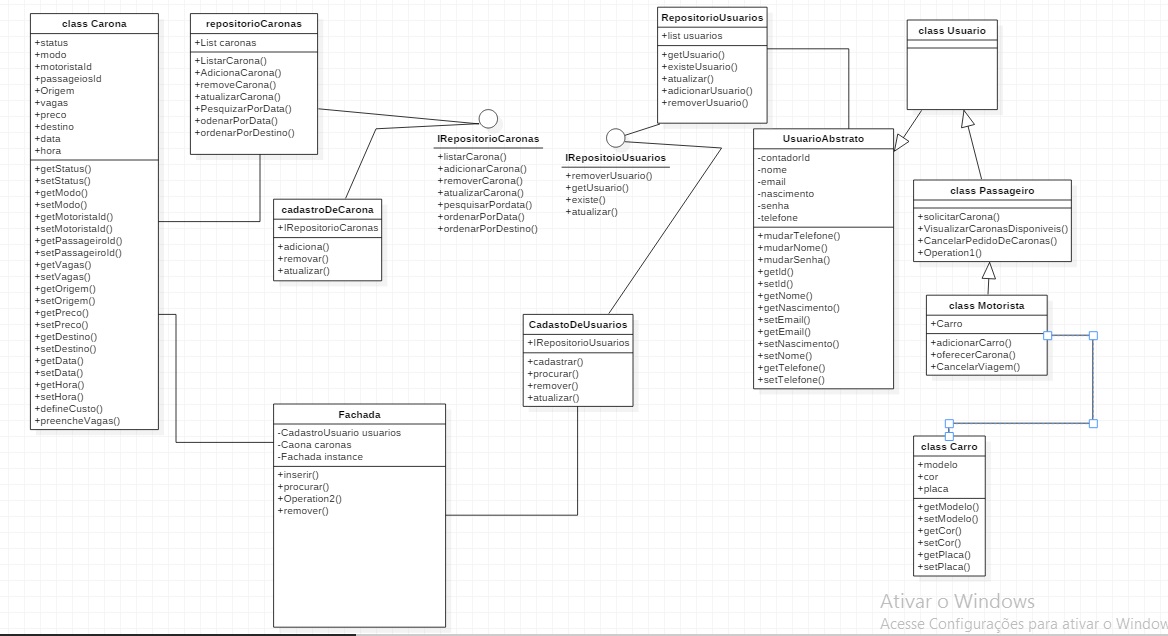 class Carona
+status
+modo
+motoristaId
+passageiosId
+Origem
+vagas
+preco
+destino
+data
+hora
+getStatus()
+setStatus()
+getModo()
+setModo()
+getMotoristaId()
+setMotoristaId()
+getPassageiroId()
+setPassageiroId()
+getVagas()
+setVagas()
+getOrigem()
+setOrigem()
+getPreco()
+setPreco()
+getDestino()
+setDestino()
+getData()
+setData()
+getHora()
+setHora()
+defineCusto()
+preencheVagas()
repositorioCaronas
+List caronas
+ListarCarona()
+AdicionaCarona()
+removeCarona()
+atualizarCarona()
+PesquizarPorData()
+odenarPorData()
+ordenarPorDestino()
cadastroDeCarona
+IRepositorioCaronas
+adiciona()
+removar()
+atualizar()
IRepositorioCaronas
+listarCarona()
+adicionarCarona()
+removerCarona()
+atualizarCarona()
+pesquisarPordata()
+ordenarPorData()
+ordenarPorDestino()
IRepositoioUsuarios
+removerUsuario()
+getUsuario()
+existe()
+atualizar()
RepositorioUsuarios
+list usuarios
+getUsuario()
+existeUsuario()
+atualizar()
+adicionarUsuario()
+removerUsuario()
CadastoDeUsuarios
+IRepositorioUsuarios
+cadastrar()
+procurar()
+remover()
+atualizar()
Fachada
-CadastroUsuario usuarios
-Caona caronas
-Fachada instance
+inserir()
+procurar()
+Operation2()
+remover()
UsuarioAbstrato
-contadorId
-nome
-email
-nascimento
-senha
-telefone
+mudarTelefone()
+mudarNome()
+mudarSenha()
+getId()
+setId()
+getNome()
+getNascimento()
+setEmail()
+getEmail()
+setNascimento()
+setNome()
+getTelefone()
+setTelefone()
class Usuario
class Passageiro
+solicitarCarona()
+VisualizarCaronasDisponiveis()
+CancelarPedidoDeCaronas()
+Operation1()
class Motorista
+Carro
+adicionarCarro()
+oferecerCarona()
+CancelarViagem()
class Carro
+modelo
+cor
+placa
+getModelo()
+setModelo()
+getCor()
+setCor()
+getPlaca()
+setPlaca()
Ativar o Windows
Acesse Configurações para ativar o Window